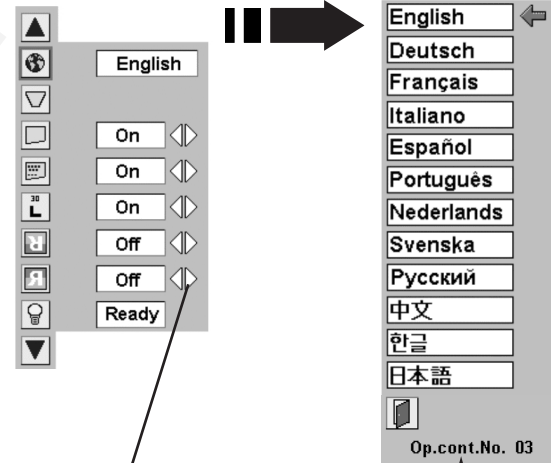 English
On
On
30
L
On
Off
Off
Ready
English
Deutsch
Français
Italiano
Español
Português
Nederlands
Svenska
Русский
中文
한글
日本語
Op.cont.No. 03